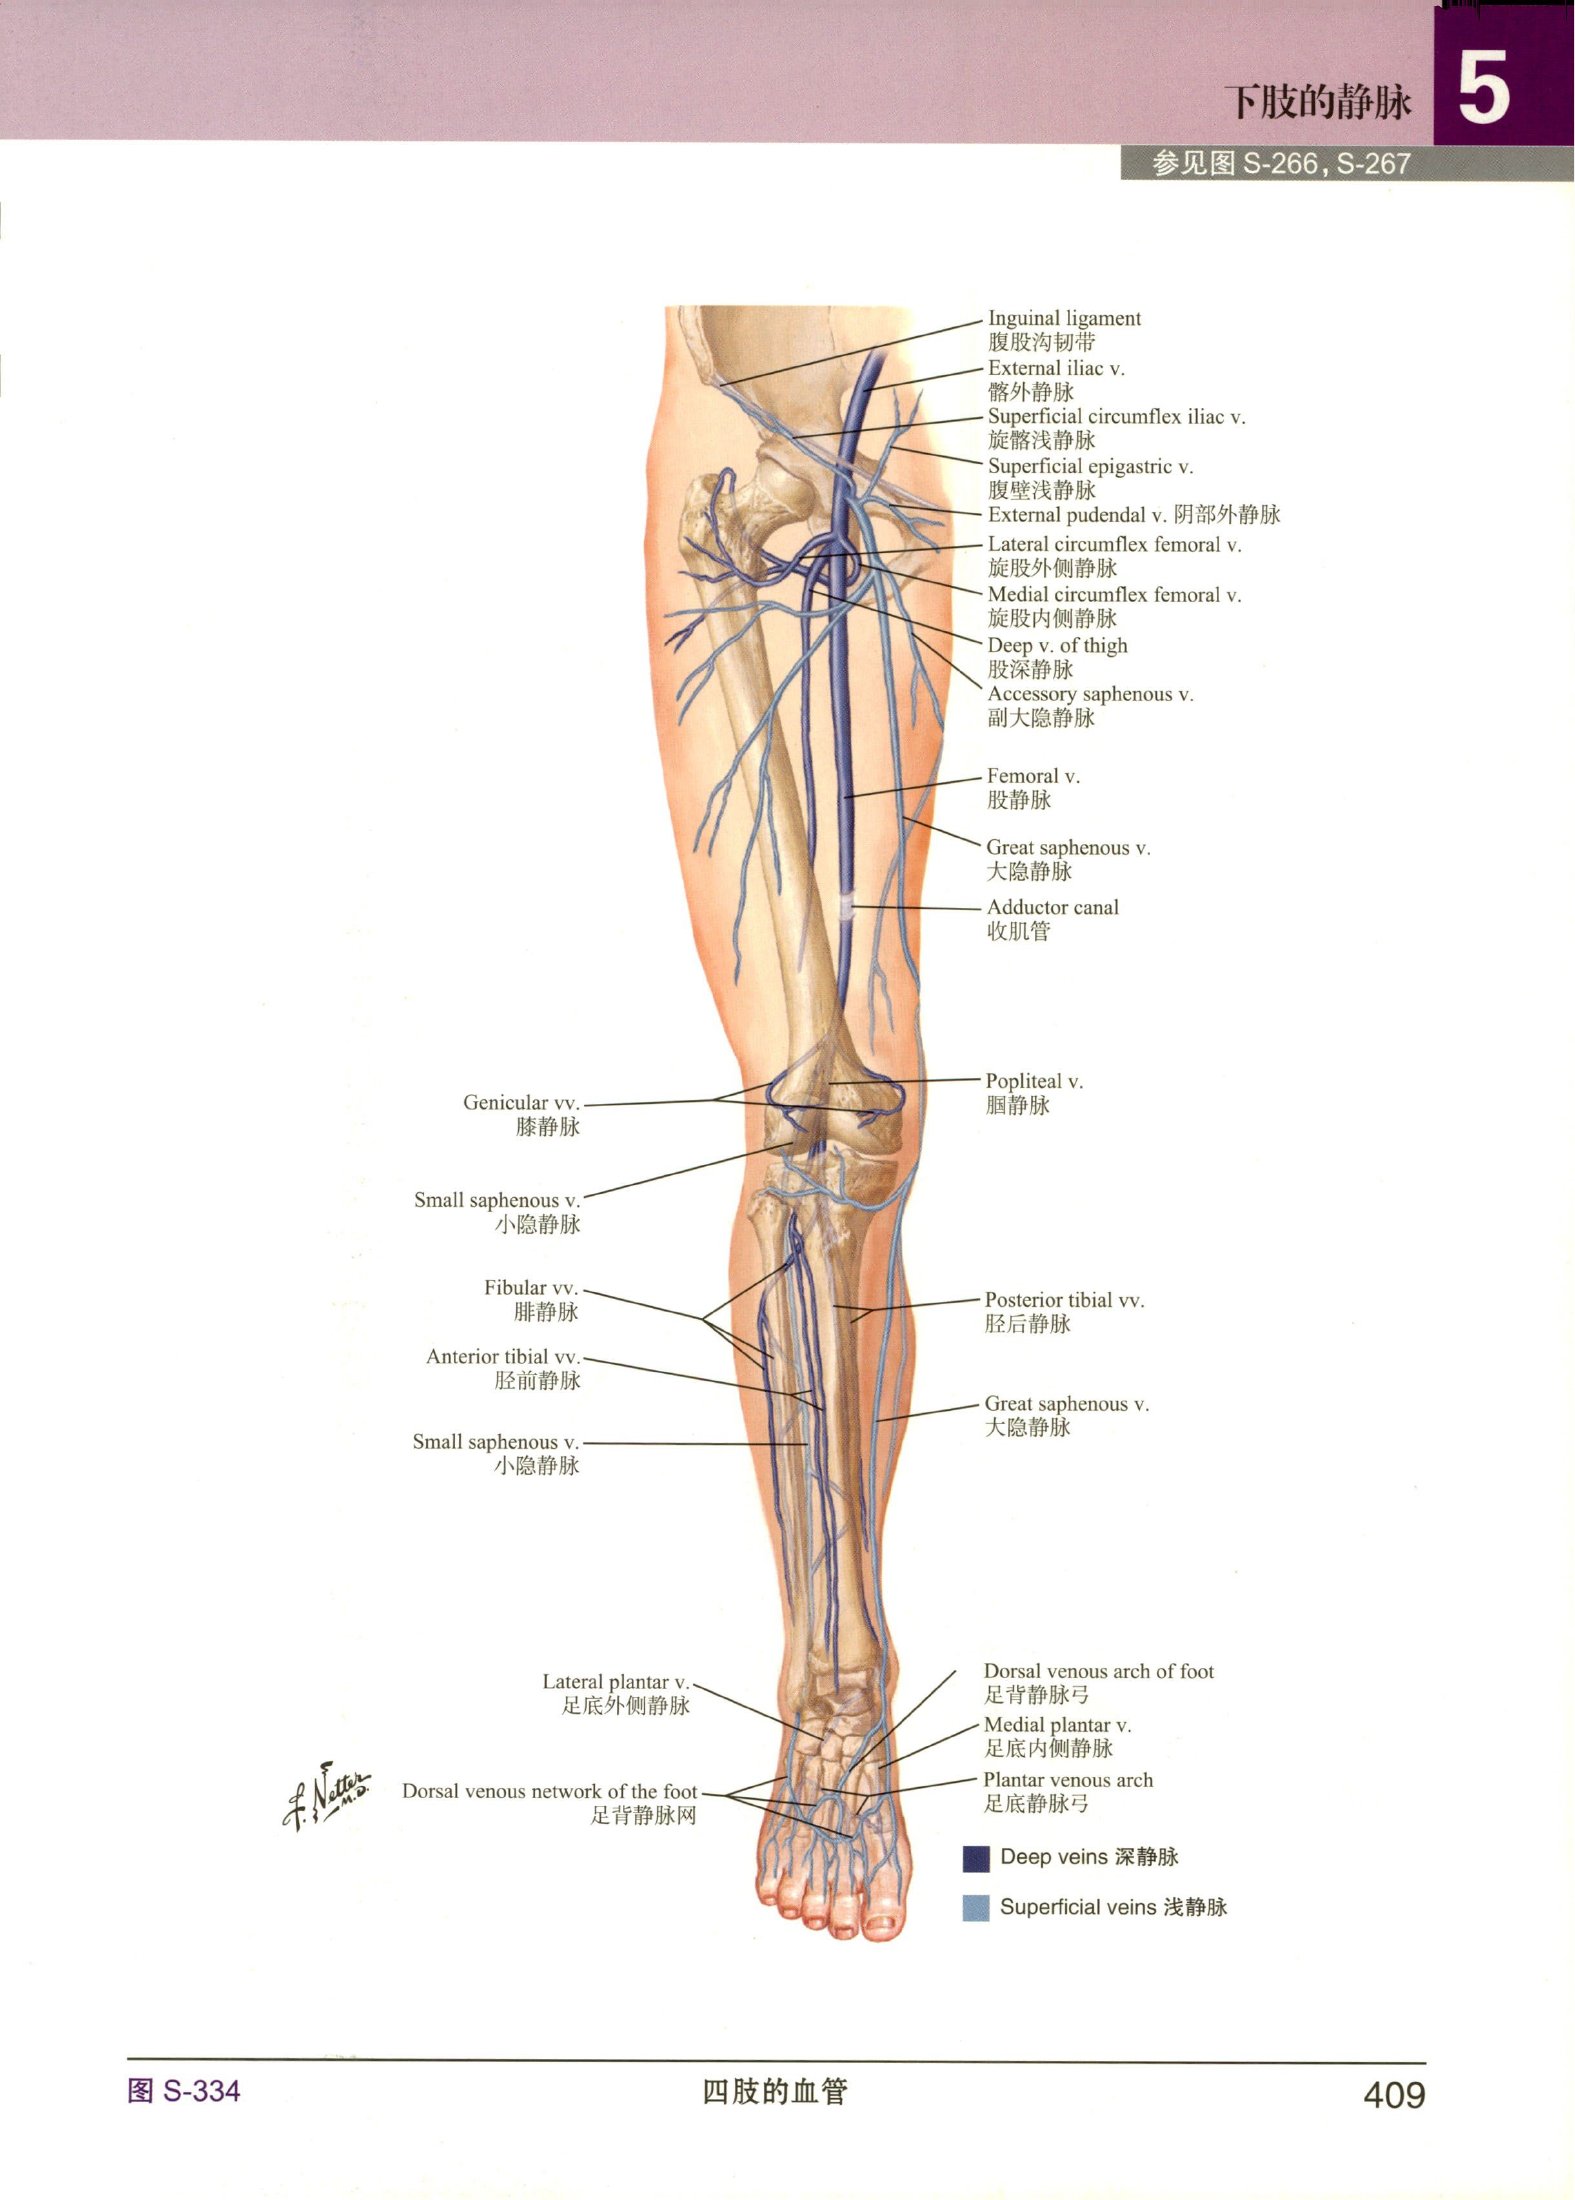 下肢的静脉
5
参见图 S-266, S-267
Inguinal ligament
腹股沟韧带
External iliac v.
髂外静脉
Superficial circumflex iliac v.
旋髂浅静脉
Superficial epigastric v.
腹壁浅静脉
External pudendal v. 阴部外静脉
Lateral circumflex femoral v.
旋股外侧静脉
Medial circumflex femoral v.
旋股内侧静脉
Deep v. of thigh
股深静脉
Accessory saphenous v.
副大隐静脉
Femoral v.
股静脉
Great saphenous v.
大隐静脉
Adductor canal
收肌管
Popliteal v.
腘静脉
Genicular vv.
膝静脉
Small saphenous v.
小隐静脉
Fibular vv.
腓静脉
Posterior tibial vv.
胫后静脉
Anterior tibial vv.
胫前静脉
Great saphenous v.
大隐静脉
Small saphenous v.
小隐静脉
Lateral plantar v.
足底外侧静脉
Dorsal venous arch of foot
足背静脉弓
Medial plantar v.
足底内侧静脉
Plantar venous arch
足底静脉弓
Dorsal venous network of the foot
足背静脉网
F. Netter
M.D.
Deep veins 深静脉
Superficial veins 浅静脉
图 S-334
四肢的血管
409